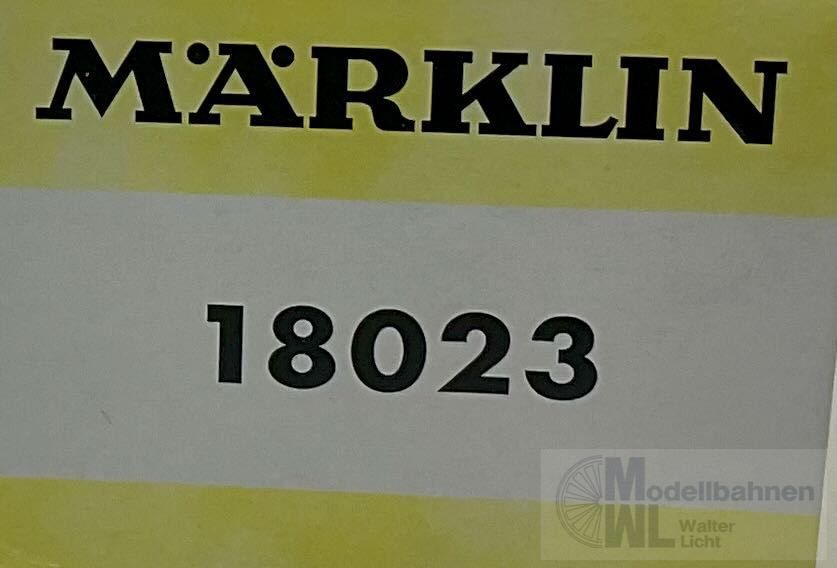 MÄRKLIN
18023
Modellbahnen
WL Walter
Licht